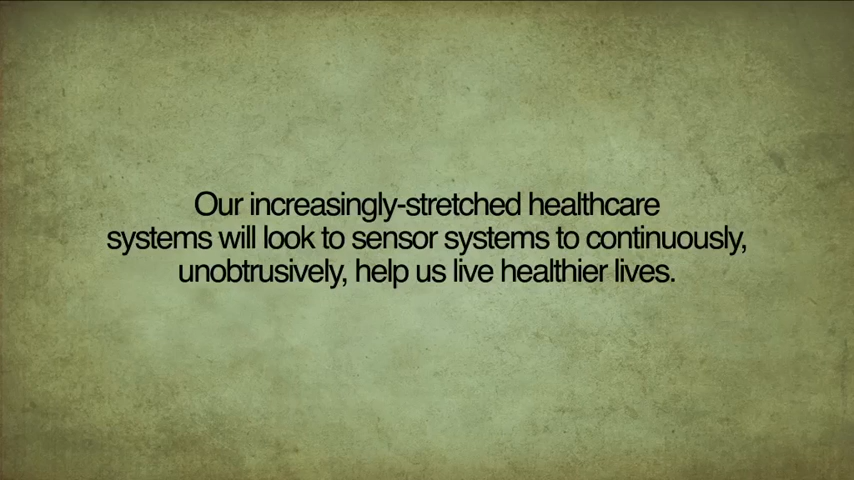 Our increasingly-stretched healthcare
systems will look to sensor systems to continuously,
unobtrusively, help us live healthier lives.